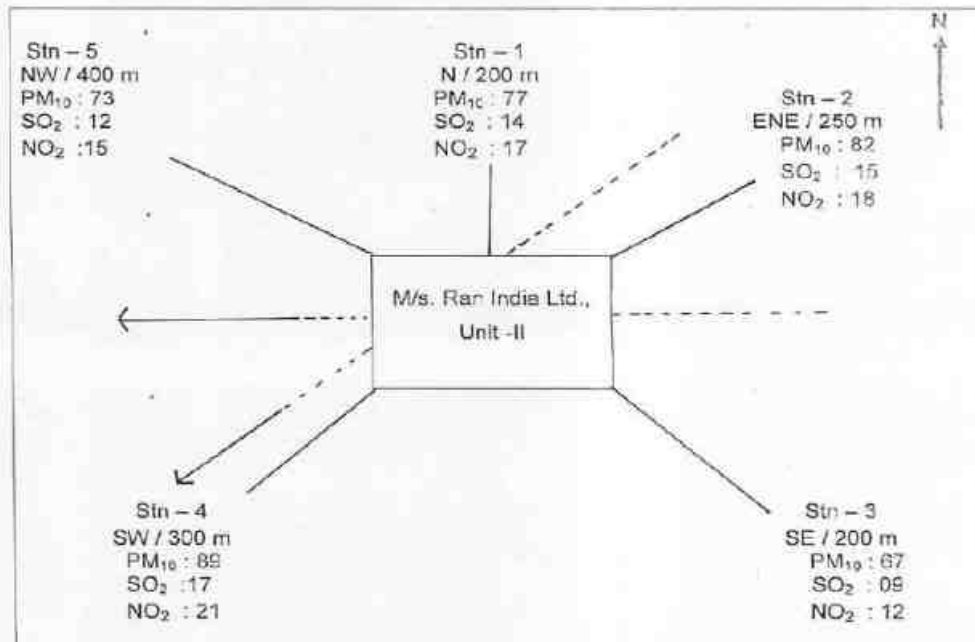 N
Stn – 5
NW / 400 m
PM₁₀ : 73
SO₂ : 12
NO₂ :15
Stn – 1
N / 200 m
PM₁₀ : 77
SO₂ : 14
NO₂ : 17
Stn – 2
ENE / 250 m
PM₁₀ : 82
SO₂ : 15
NO₂ : 18
M/s. Ran India Ltd.,
Unit -II
Stn – 4
SW / 300 m
PM₁₀ : 89
SO₂ :17
NO₂ : 21
Stn – 3
SE / 200 m
PM₁₀ : 67
SO₂ : 09
NO₂ : 12